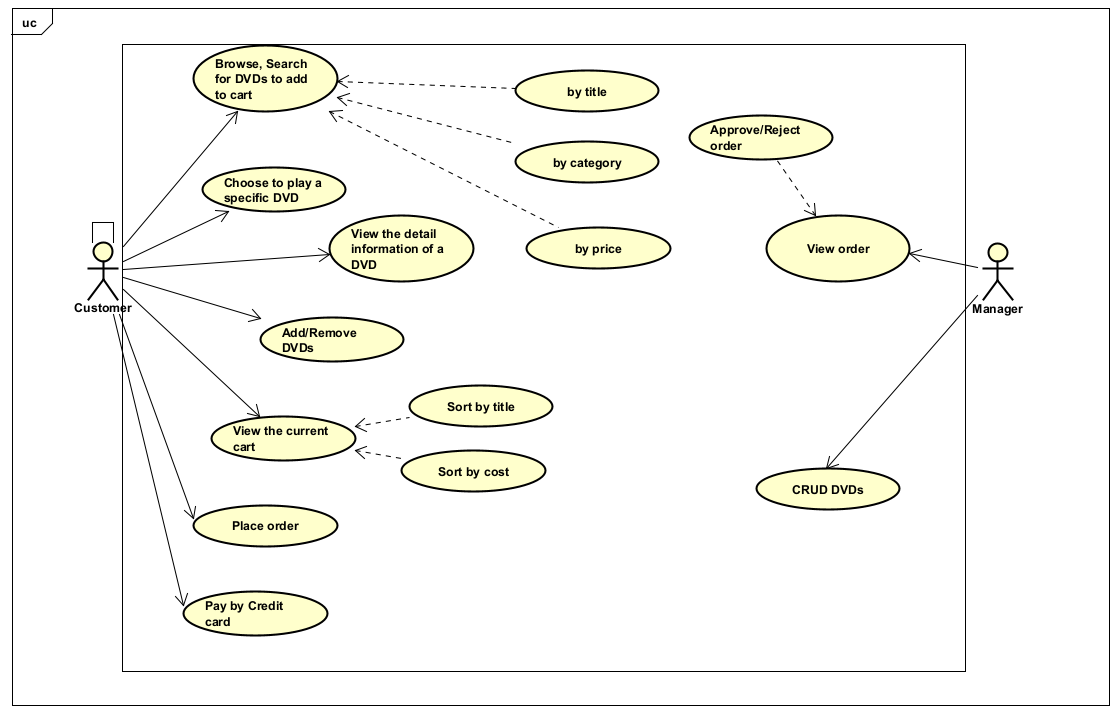 uc
Browse, Search
for DVDs to add
to cart
by title
Approve/Reject
order
by category
Choose to play a
specific DVD
View the detail
information of a
DVD
by price
View order
Customer
Manager
Add/Remove
DVDs
Sort by title
View the current
cart
Sort by cost
CRUD DVDs
Place order
Pay by Credit
card